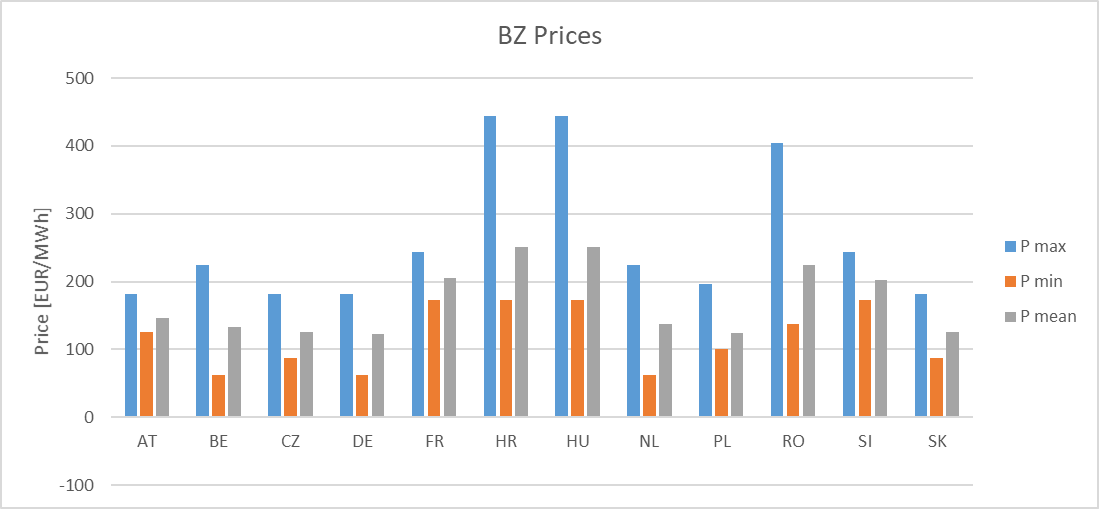 BZ Prices
Price [EUR/MWh]
500
400
300
200
100
0
-100
AT BE CZ DE FR HR HU NL PL RO SI SK
P max
P min
P mean